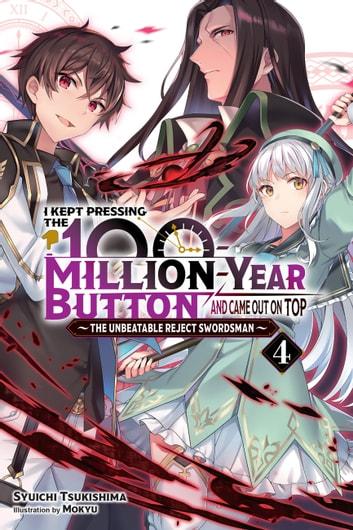 XII
I KEPT PRESSING
THE 100-
MILLION-YEAR
BUTTON AND CAME OUT ON TOP
~THE UNBEATABLE REJECT SWORDSMAN~
4
SYUICHI TSUKISHIMA
Illustration by MOKYU